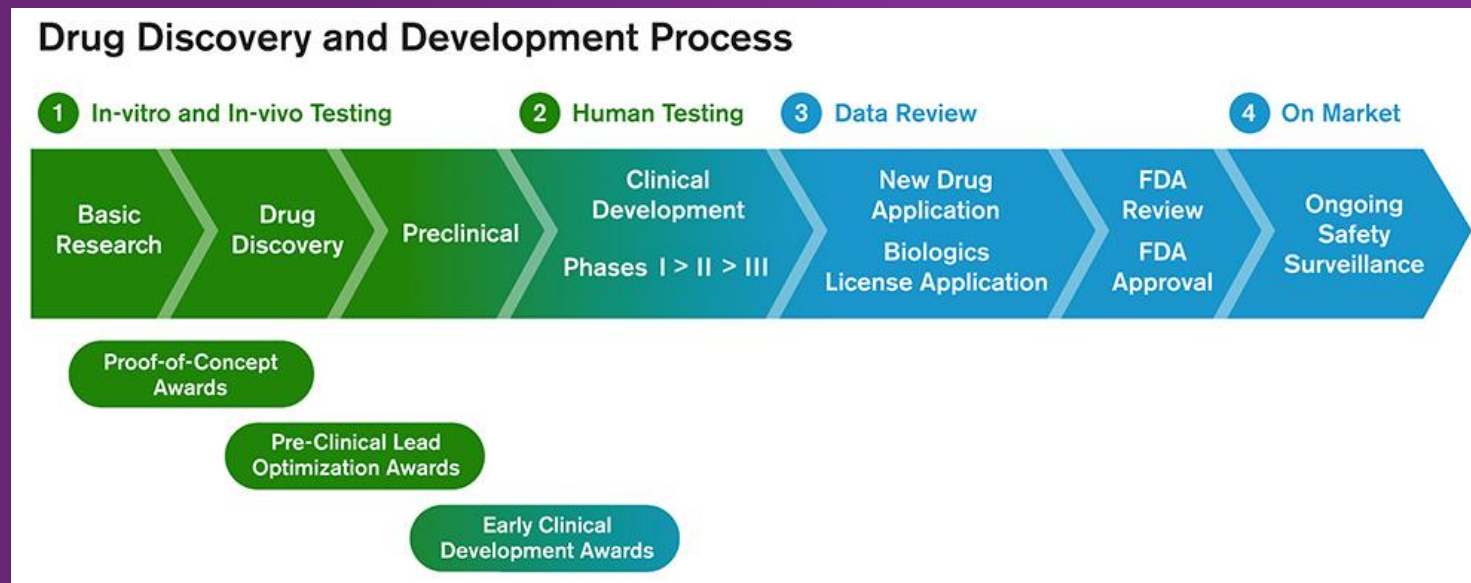 Drug Discovery and Development Process
1 In-vitro and In-vivo Testing
2 Human Testing
3 Data Review
4 On Market
Basic
Research
Drug
Discovery
Preclinical
Clinical
Development
Phases I > II > III
New Drug
Application
Biologics
License Application
FDA
Review
FDA
Approval
Ongoing
Safety
Surveillance
Proof-of-Concept
Awards
Pre-Clinical Lead
Optimization Awards
Early Clinical
Development Awards